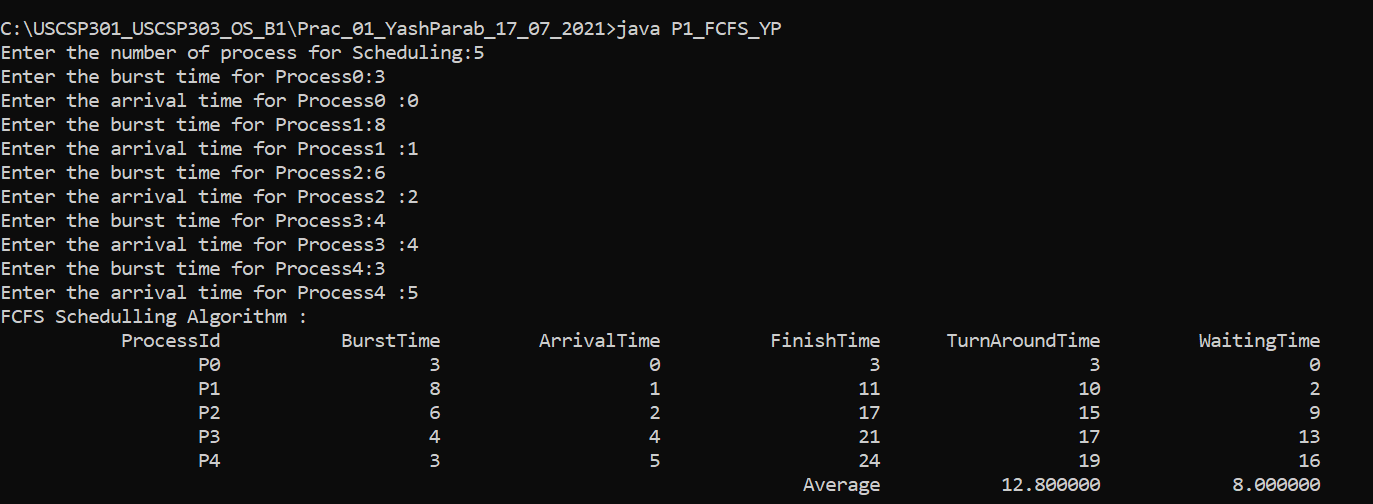 C:\USCSP301_USCSP303_OS_B1\Prac_01_YashParab_17_07_2021>java P1_FCFS_YP
Enter the number of process for Scheduling:5
Enter the burst time for Process0:3
Enter the arrival time for Process0 :0
Enter the burst time for Process1:8
Enter the arrival time for Process1 :1
Enter the burst time for Process2:6
Enter the arrival time for Process2 :2
Enter the burst time for Process3:4
Enter the arrival time for Process3 :4
Enter the burst time for Process4:3
Enter the arrival time for Process4 :5
FCFS Schedulling Algorithm :
ProcessId BurstTime ArrivalTime FinishTime TurnAroundTime WaitingTime
P0 3 0 3 3 0
P1 8 1 11 10 2
P2 6 2 17 15 9
P3 4 4 21 17 13
P4 3 5 24 19 16
Average 12.800000 8.000000